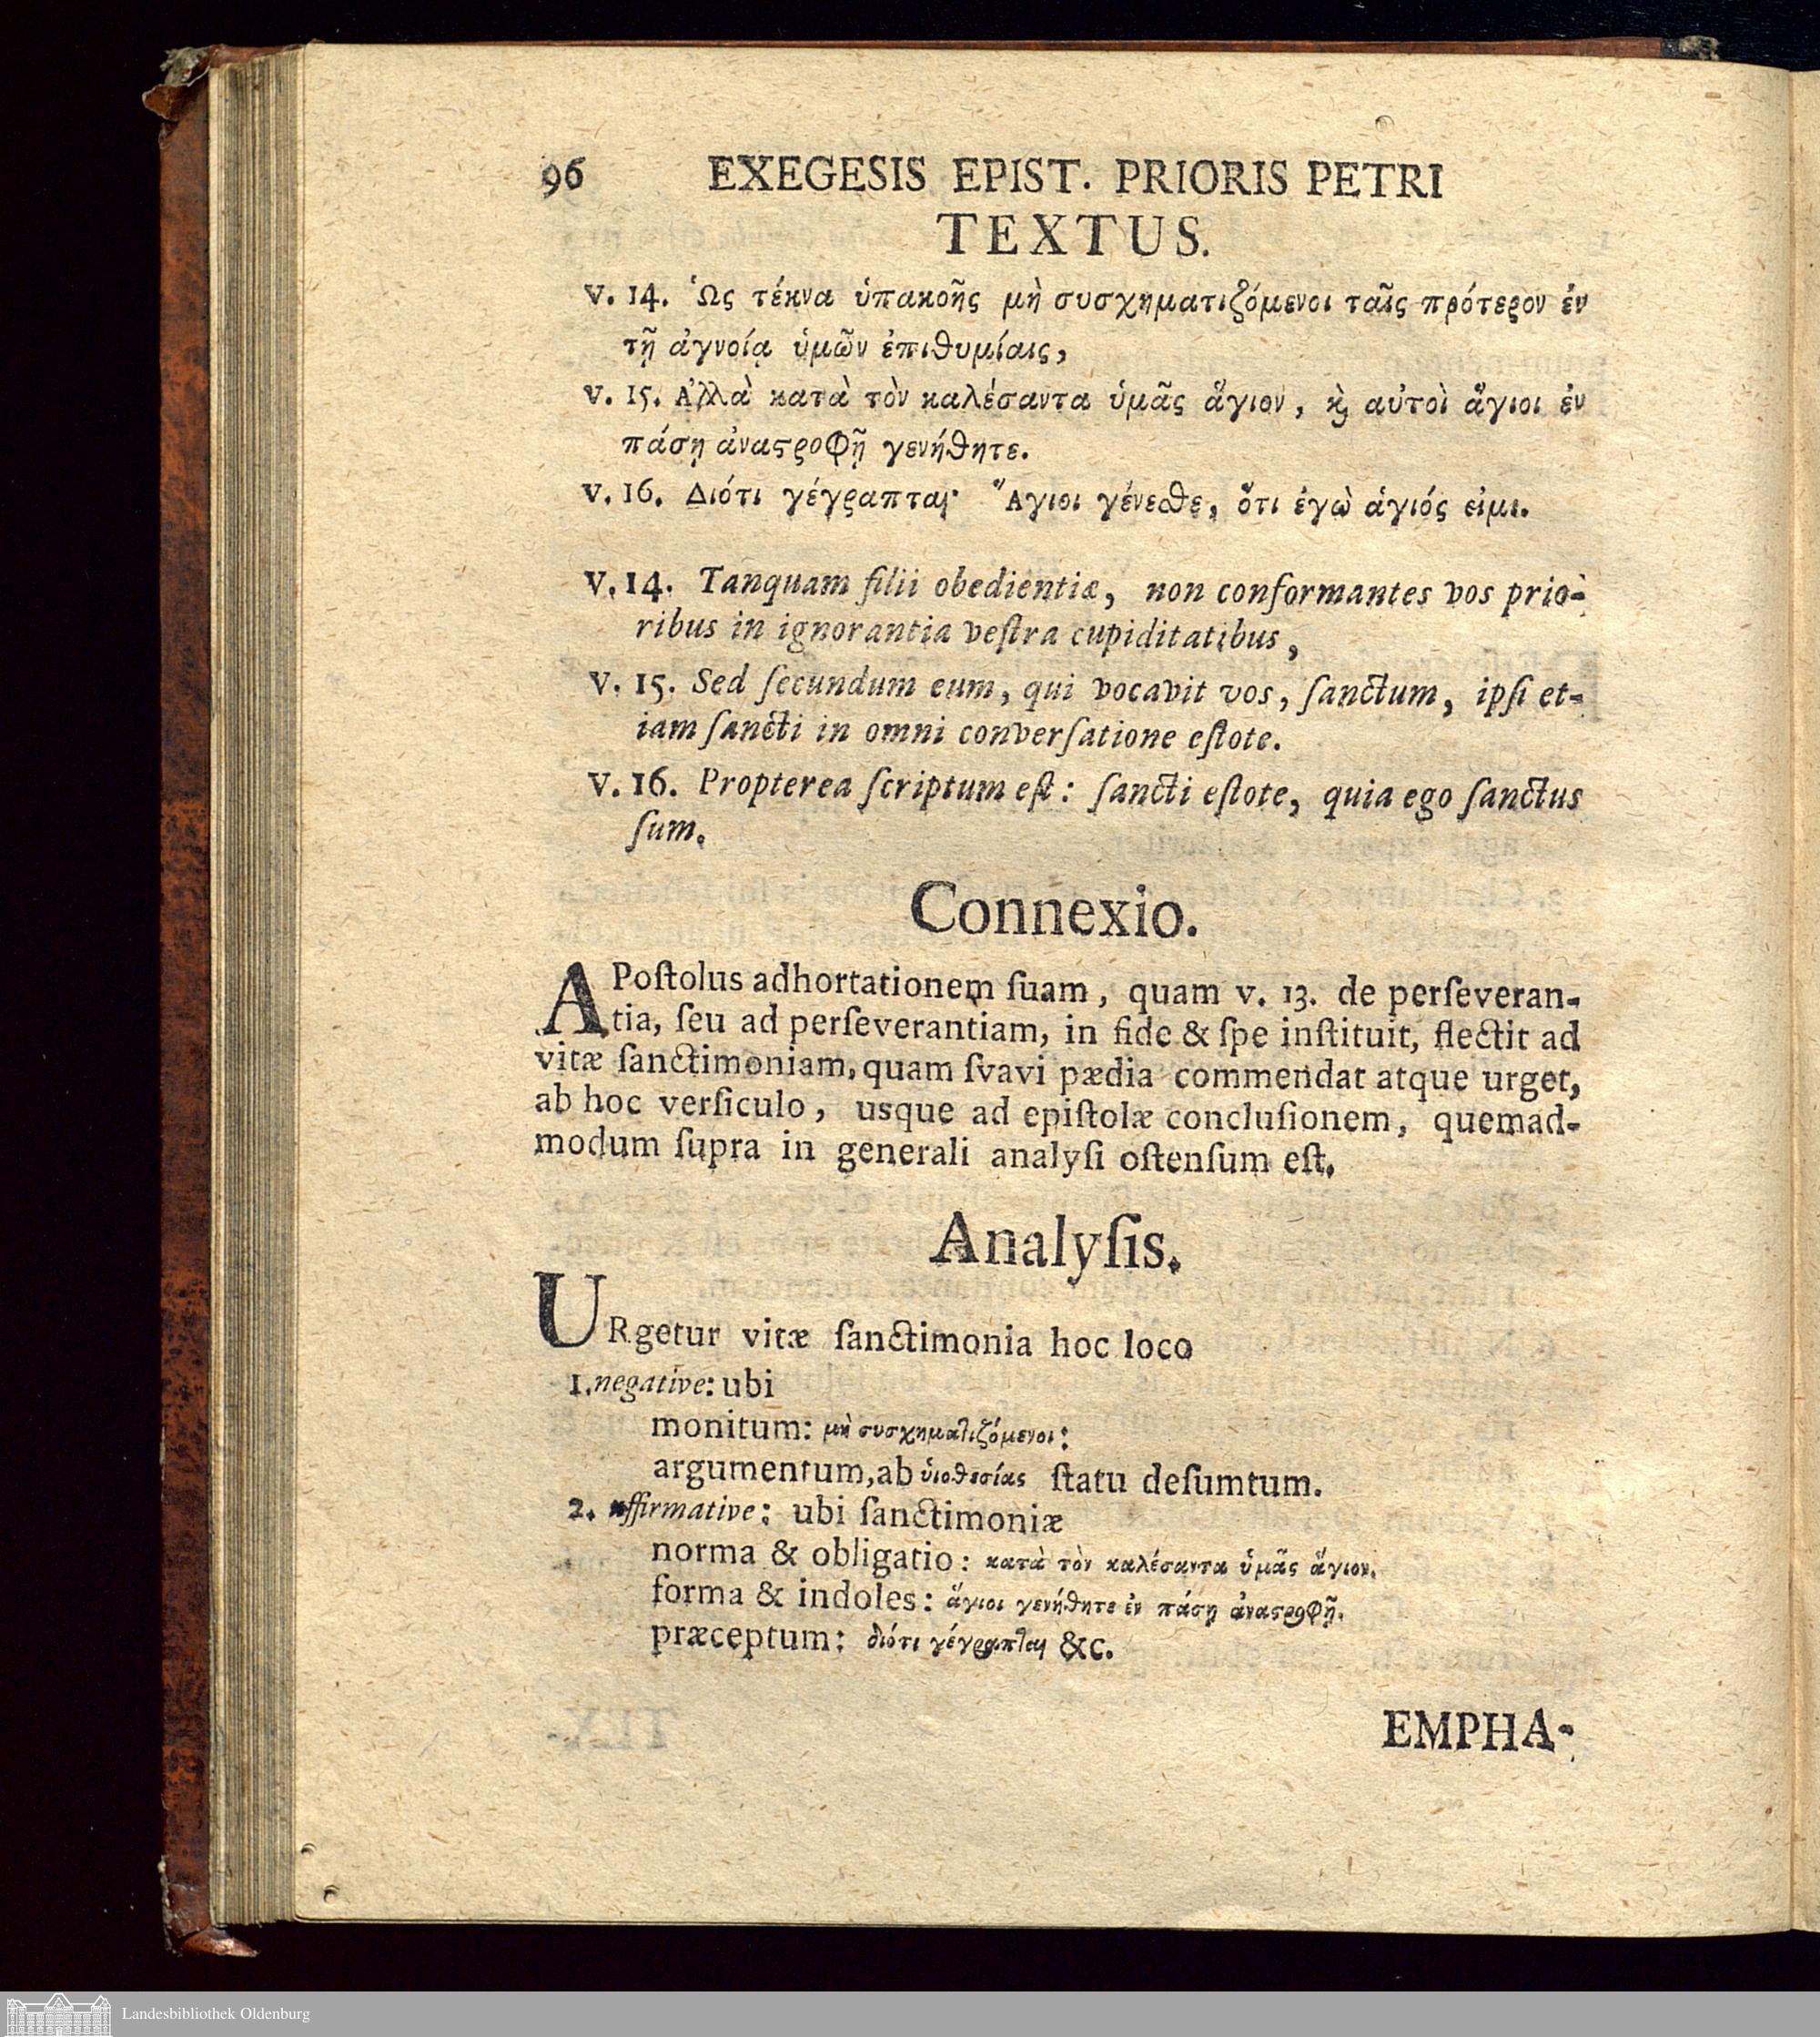 96 EXEGESIS EPIST. PRIORIS PETRI
TEXTUS.
v. 14. Ὡς τέκνα ὑπακοῆς μὴ συσχηματιζόμενοι ταῖς πρότερον ἐν
τῇ ἀγνοίᾳ ὑμῶν ἐπιθυμίαις,
v. 15. Ἀλλὰ κατὰ τὸν καλέσαντα ὑμᾶς ἅγιον, ϗ αὐτοὶ ἅγιοι ἐν
πάσῃ ἀναςροφῇ γενήθητε.
v. 16. Διότι γέγραπται· Ἅγιοι γένεσθε, ὅτι ἐγὼ ἁγιός εἰμι.
V. 14. Tanquam filii obedientiæ, non conformantes vos prio-
ribus in ignorantia veſtra cupiditatibus,
V. 15. Sed ſecundum eum, qui vocavit vos, ſanctum, ipſi et-
iam ſancti in omni converſatione eſtote.
V. 16. Propterea ſcriptum eſt: ſancti eſtote, quia ego ſanctus
ſum.
Connexio.
APoſtolus adhortationem ſuam, quam v. 13. de perſeveran-
tia, ſeu ad perſeverantiam, in fide & ſpe inſtituit, flectit ad
vitæ ſanctimoniam, quam ſvavi pædia commendat atque urget,
ab hoc verſiculo, usque ad epiſtolæ concluſionem, quemad-
modum ſupra in generali analyſi oſtenſum eſt.
Analyſis.
URgetur vitæ ſanctimonia hoc loco
1. negative: ubi
monitum: μὴ συσχηματιζόμενοι:
argumentum, ab ὑιοθεσίας ſtatu deſumtum.
2. affirmative: ubi ſanctimoniæ
norma & obligatio: κατὰ τὸν καλέσαντα ὑμᾶς ἅγιον.
forma & indoles: ἅγιοι γενήθητε ἐν πάσῃ ἀναςροφῇ.
præceptum: διότι γέγραπται &c.
EMPHA-
Landesbibliothek Oldenburg